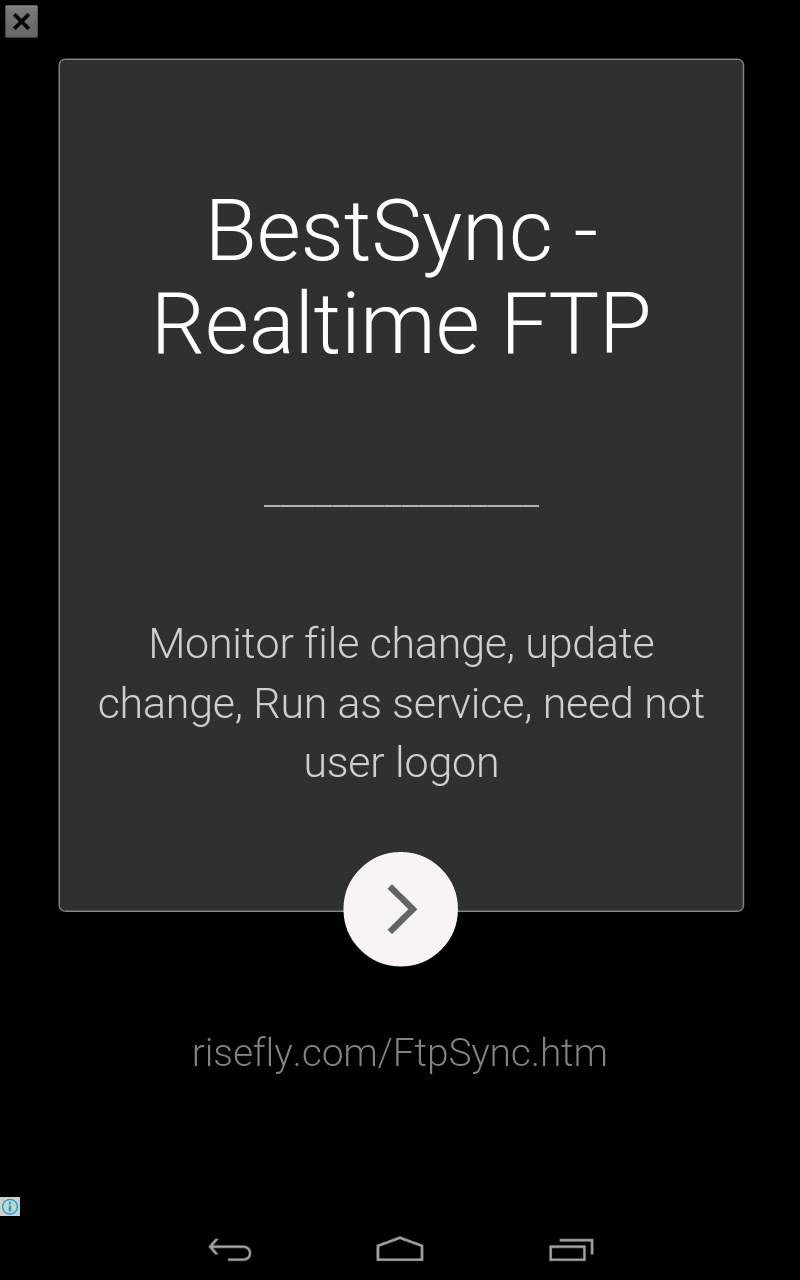 BestSync -
Realtime FTP
Monitor file change, update
change, Run as service, need not
user logon
risefly.com/FtpSync.htm